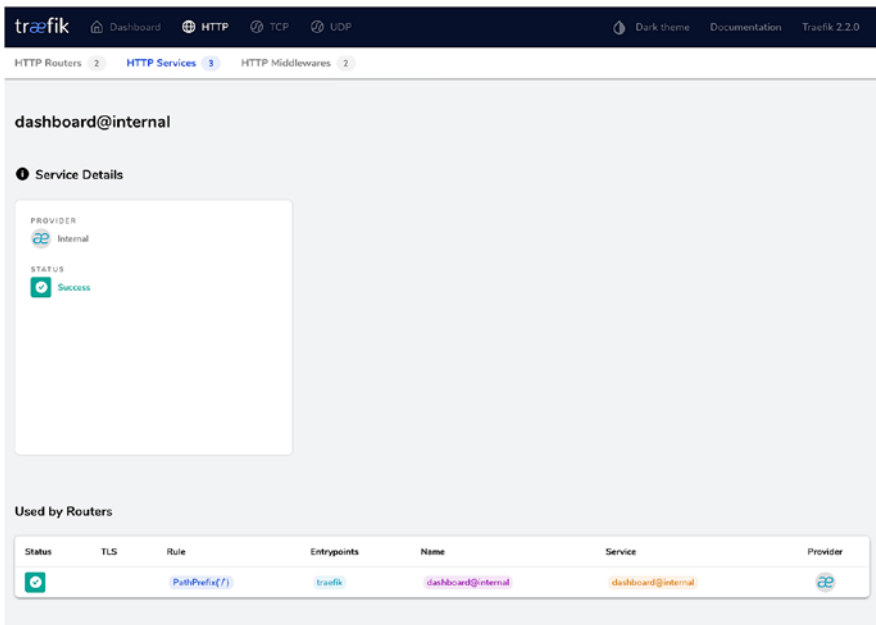 træfik Dashboard HTTP TCP UDP Dark theme Documentation Traefik 2.2.0
HTTP Routers 2 HTTP Services 3 HTTP Middlewares 2
dashboard@internal
Service Details
PROVIDER
æ Internal
STATUS
Success
Used by Routers
Status TLS Rule Entrypoints Name Service Provider
PathPrefix(`/`) traefik dashboard@internal dashboard@internal æ